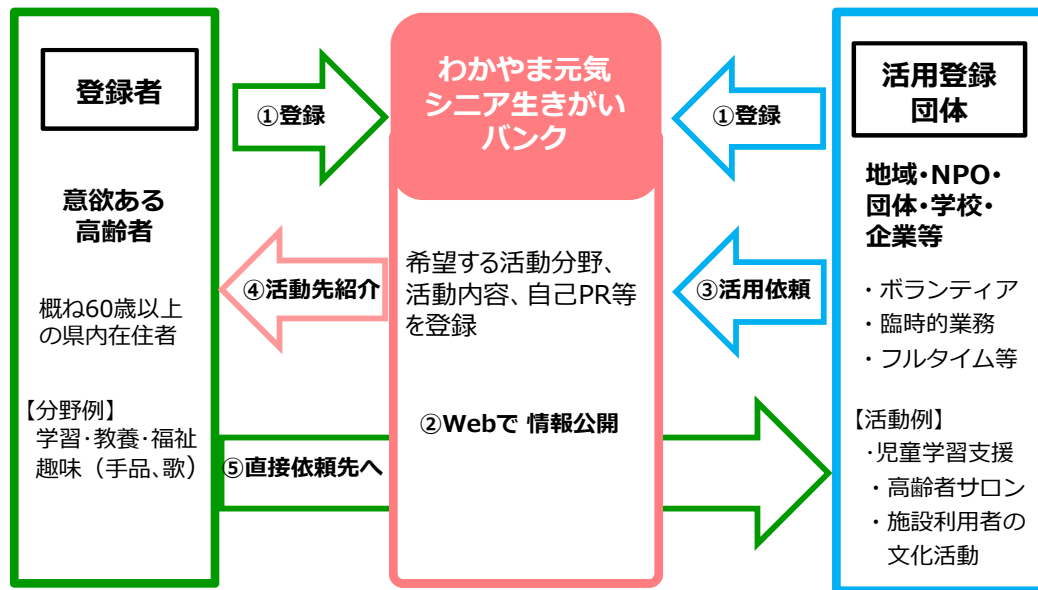 登録者
意欲ある
高齢者
概ね60歳以上
の県内在住者
【分野例】
学習・教養・福祉
趣味（手品、歌）
①登録
④活動先紹介
⑤直接依頼先へ
わかやま元気
シニア生きがい
バンク
希望する活動分野、
活動内容、自己PR等
を登録
②Webで 情報公開
①登録
③活用依頼
活用登録
団体
地域・NPO・
団体・学校・
企業等
・ボランティア
・臨時的業務
・フルタイム等
【活動例】
・児童学習支援
・高齢者サロン
・施設利用者の
文化活動